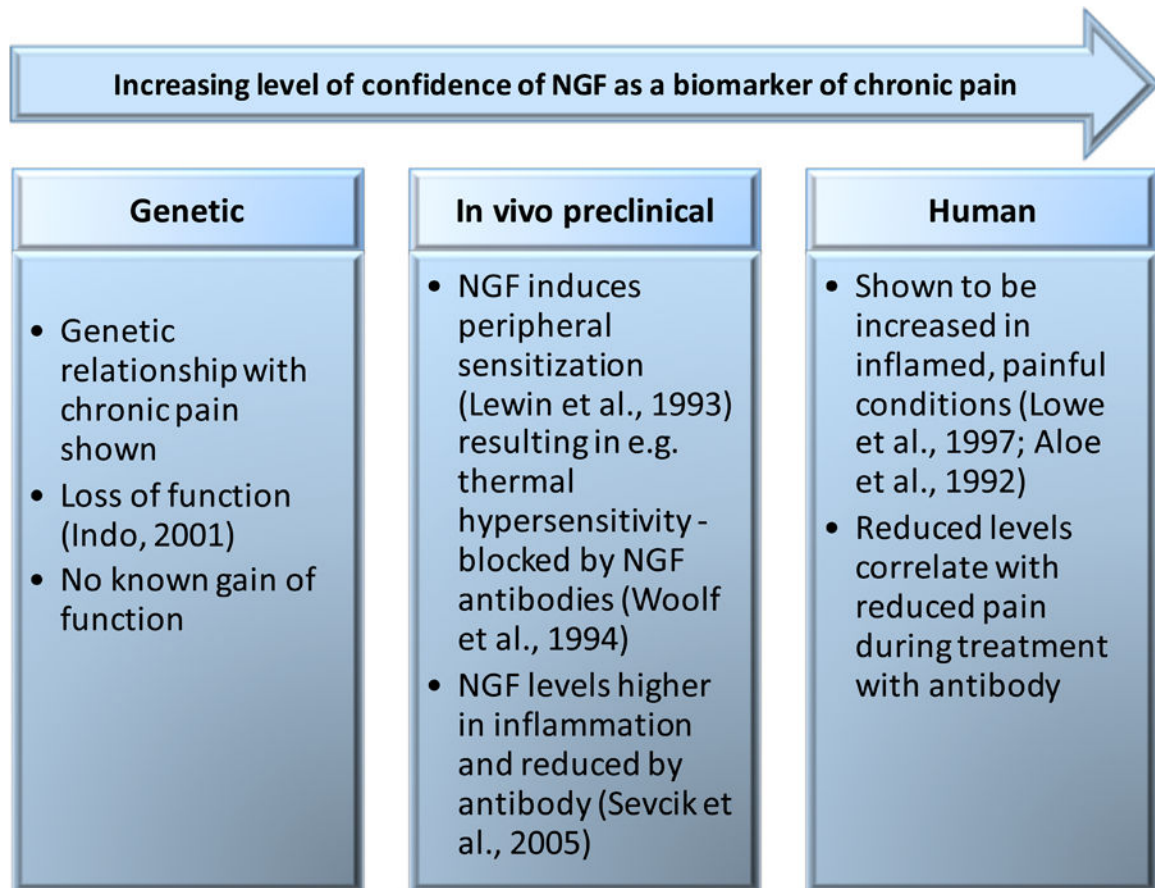 Increasing level of confidence of NGF as a biomarker of chronic pain
Genetic
• Genetic
relationship with
chronic pain
shown
• Loss of function
(Indo, 2001)
• No known gain of
function
In vivo preclinical
• NGF induces
peripheral
sensitization
(Lewin et al., 1993)
resulting in e.g.
thermal
hypersensitivity -
blocked by NGF
antibodies (Woolf
et al., 1994)
• NGF levels higher
in inflammation
and reduced by
antibody (Sevcik et
al., 2005)
Human
• Shown to be
increased in
inflamed, painful
conditions (Lowe
et al., 1997; Aloe
et al., 1992)
• Reduced levels
correlate with
reduced pain
during treatment
with antibody